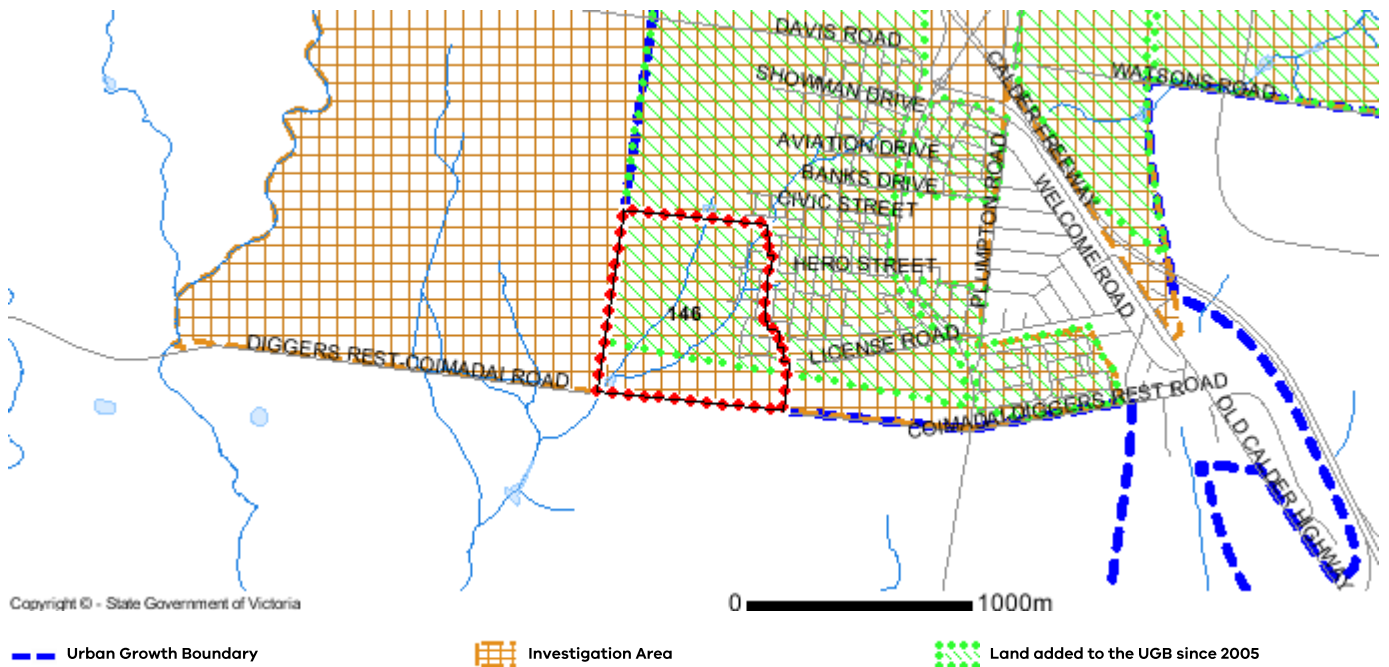 DAVIS ROAD
SHOWMAN DRIVE
CALDER FREEWAY
WATSONS ROAD
AVIATION DRIVE
BANKS DRIVE
CIVIC STREET
PLUMPTON ROAD
WELCOME ROAD
HERO STREET
146
LICENSE ROAD
DIGGERS REST-COIMADAI ROAD
COIMADAI DIGGERS REST ROAD
OLD CALDER HIGHWAY
Copyright © - State Government of Victoria
0 1000m
Urban Growth Boundary
Investigation Area
Land added to the UGB since 2005